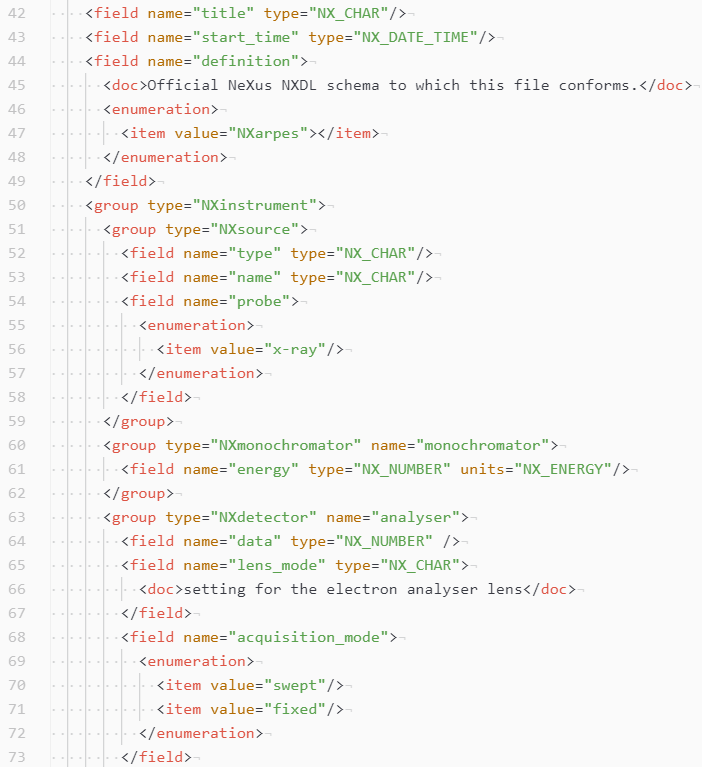 42 <field name="title" type="NX_CHAR"/>
43 <field name="start_time" type="NX_DATE_TIME"/>
44 <field name="definition">
45 <doc>Official NeXus NXDL schema to which this file conforms.</doc>
46 <enumeration>
47 <item value="NXarpes"></item>
48 </enumeration>
49 </field>
50 <group type="NXinstrument">
51 <group type="NXsource">
52 <field name="type" type="NX_CHAR"/>
53 <field name="name" type="NX_CHAR"/>
54 <field name="probe">
55 <enumeration>
56 <item value="x-ray"/>
57 </enumeration>
58 </field>
59 </group>
60 <group type="NXmonochromator" name="monochromator">
61 <field name="energy" type="NX_NUMBER" units="NX_ENERGY"/>
62 </group>
63 <group type="NXdetector" name="analyser">
64 <field name="data" type="NX_NUMBER" />
65 <field name="lens_mode" type="NX_CHAR">
66 <doc>setting for the electron analyser lens</doc>
67 </field>
68 <field name="acquisition_mode">
69 <enumeration>
70 <item value="swept"/>
71 <item value="fixed"/>
72 </enumeration>
73 </field>